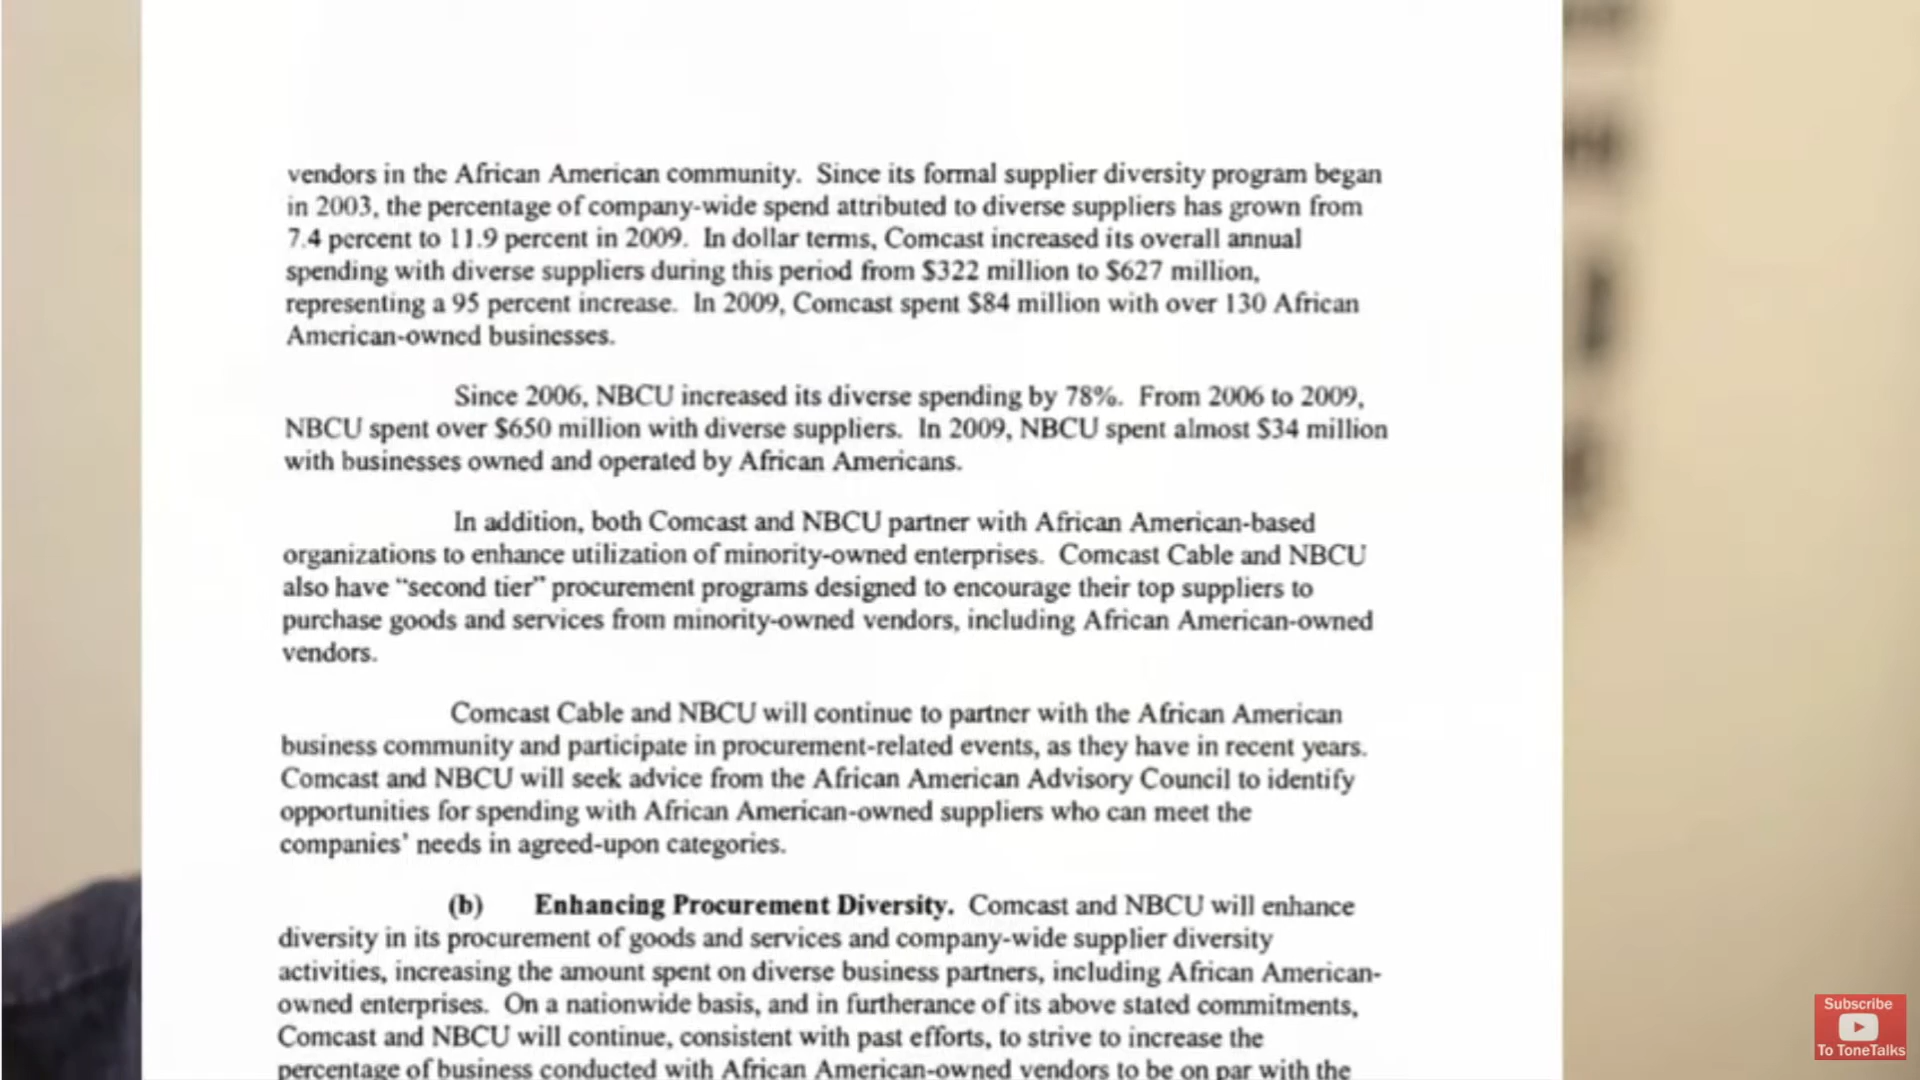 vendors in the African American community. Since its formal supplier diversity program began
in 2003, the percentage of company-wide spend attributed to diverse suppliers has grown from
7.4 percent to 11.9 percent in 2009. In dollar terms, Comcast increased its overall annual
spending with diverse suppliers during this period from $322 million to $627 million,
representing a 95 percent increase. In 2009, Comcast spent $84 million with over 130 African
American-owned businesses.
Since 2006, NBCU increased its diverse spending by 78%. From 2006 to 2009,
NBCU spent over $650 million with diverse suppliers. In 2009, NBCU spent almost $34 million
with businesses owned and operated by African Americans.
In addition, both Comcast and NBCU partner with African American-based
organizations to enhance utilization of minority-owned enterprises. Comcast Cable and NBCU
also have “second tier” procurement programs designed to encourage their top suppliers to
purchase goods and services from minority-owned vendors, including African American-owned
vendors.
Comcast Cable and NBCU will continue to partner with the African American
business community and participate in procurement-related events, as they have in recent years.
Comcast and NBCU will seek advice from the African American Advisory Council to identify
opportunities for spending with African American-owned suppliers who can meet the
companies’ needs in agreed-upon categories.
(b) Enhancing Procurement Diversity. Comcast and NBCU will enhance
diversity in its procurement of goods and services and company-wide supplier diversity
activities, increasing the amount spent on diverse business partners, including African American-
owned enterprises. On a nationwide basis, and in furtherance of its above stated commitments,
Comcast and NBCU will continue, consistent with past efforts, to strive to increase the
percentage of business conducted with African American-owned vendors to be on par with the
Subscribe
To ToneTalks